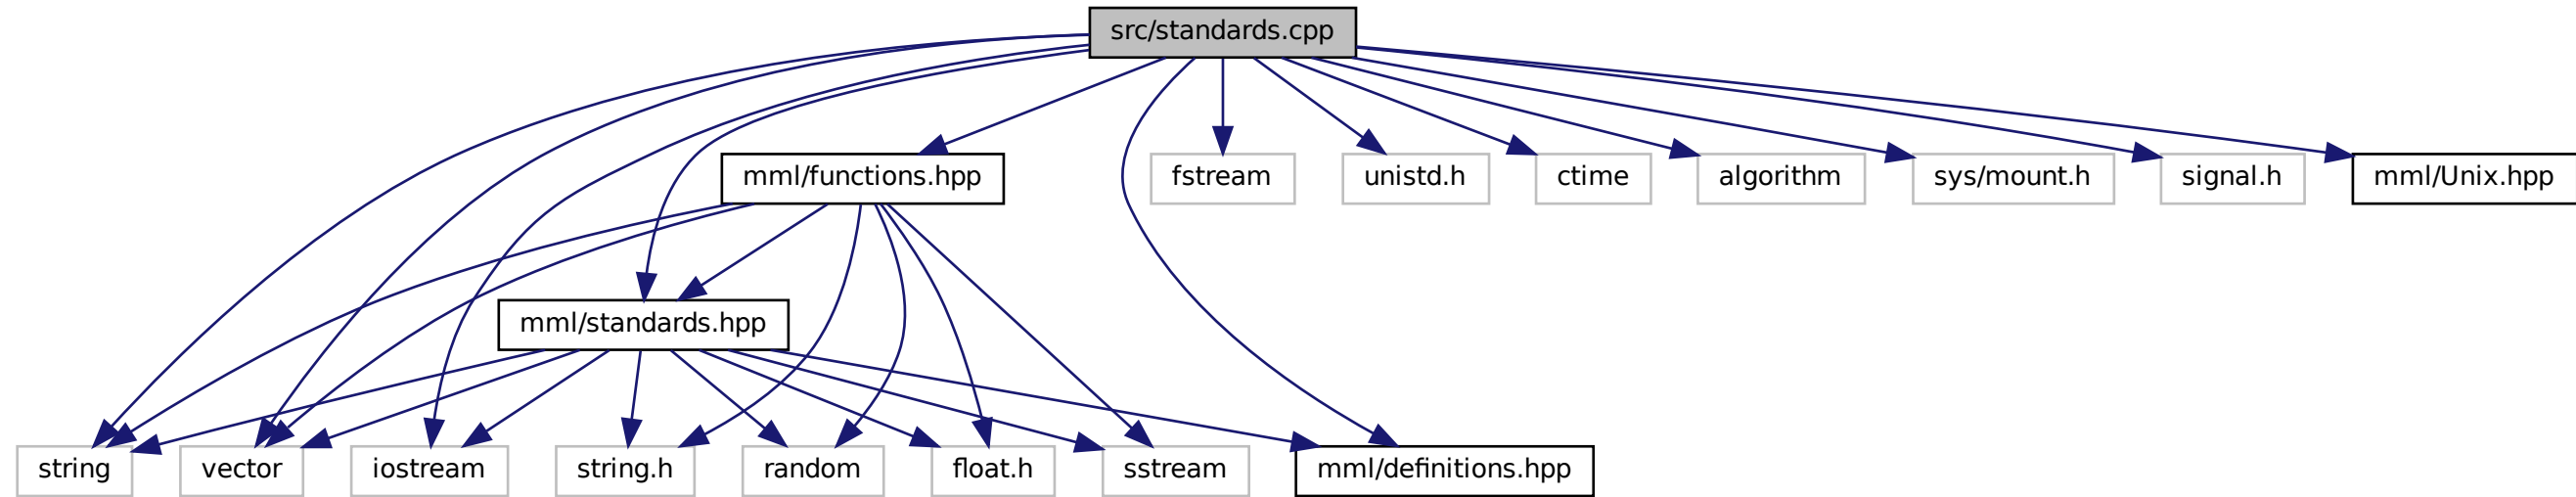 src/standards.cpp
mml/functions.hpp
fstream
unistd.h
ctime
algorithm
sys/mount.h
signal.h
mml/Unix.hpp
mml/standards.hpp
string
vector
iostream
string.h
random
float.h
sstream
mml/definitions.hpp